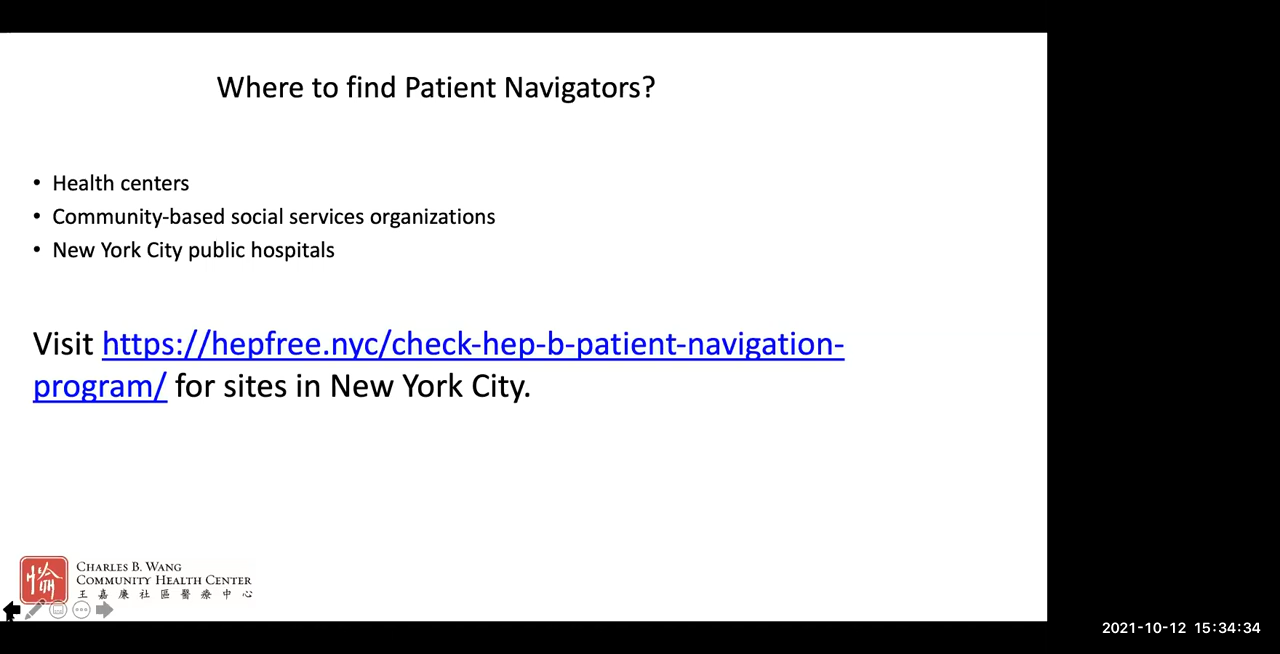 Where to find Patient Navigators?
• Health centers
• Community-based social services organizations
• New York City public hospitals
Visit https://hepfree.nyc/check-hep-b-patient-navigation-
program/ for sites in New York City.
CHARLES B. WANG
COMMUNITY HEALTH CENTER
王嘉廉社區醫療中心
2021-10-12 15:34:34